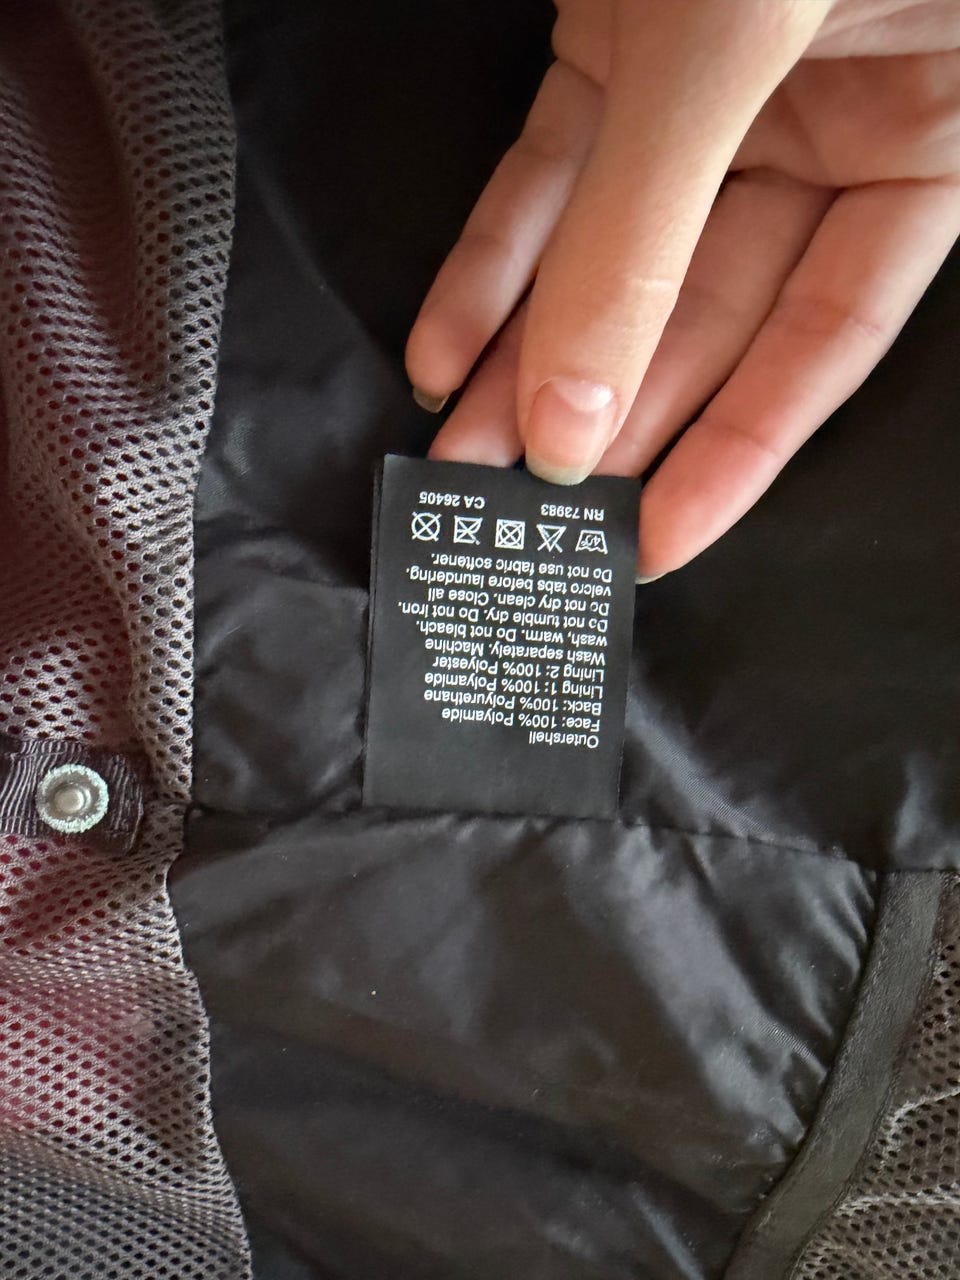 Outershell
Face: 100% Polyamide
Back: 100% Polyurethane
Lining 1: 100% Polyester
Lining 2: 100% Polyamide
Wash separately. Machine
wash, warm. Do not bleach.
Do not tumble dry. Do not Iron.
Do not dry clean. Close all
velcro tabs before laundering.
Do not use fabric softener.
40°
RN 73983 CA 26405